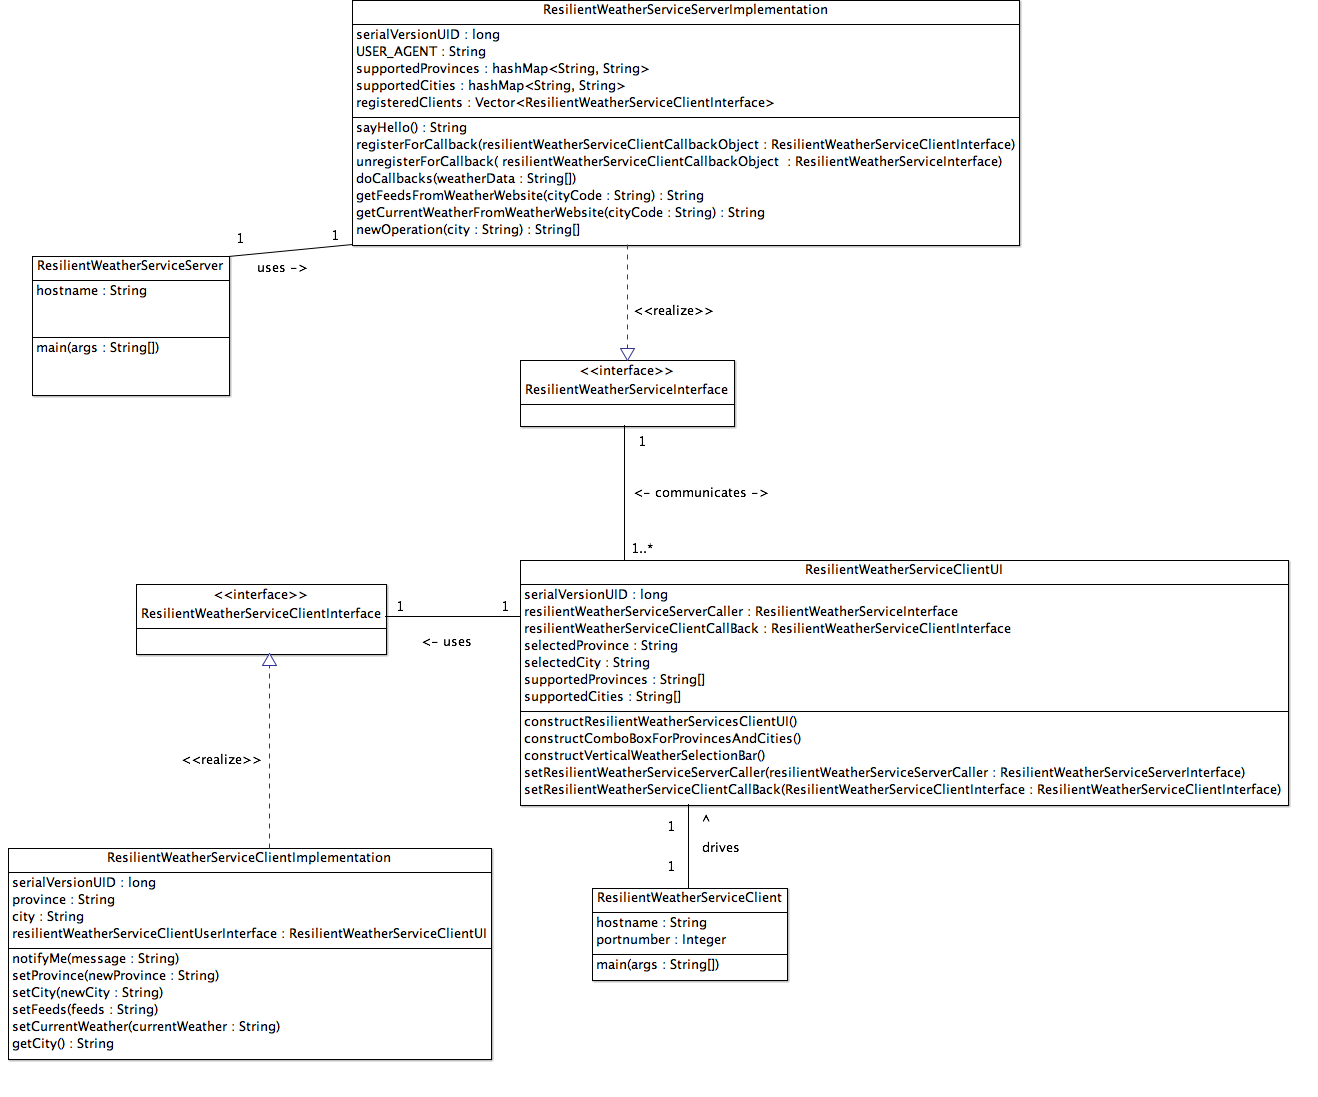 ResilientWeatherServiceServerImplementation
serialVersionUID : long
USER_AGENT : String
supportedProvinces : hashMap<String, String>
supportedCities : hashMap<String, String>
registeredClients : Vector<ResilientWeatherServiceClientInterface>
sayHello() : String
registerForCallback(resilientWeatherServiceClientCallbackObject : ResilientWeatherServiceClientInterface)
unregisterForCallback( resilientWeatherServiceClientCallbackObject  : ResilientWeatherServiceInterface)
doCallbacks(weatherData : String[])
getFeedsFromWeatherWebsite(cityCode : String) : String
getCurrentWeatherFromWeatherWebsite(cityCode : String) : String
newOperation(city : String) : String[]
1
1
uses ->
ResilientWeatherServiceServer
hostname : String
main(args : String[])
<<realize>>
<<interface>>
ResilientWeatherServiceInterface
1
<- communicates ->
1..*
ResilientWeatherServiceClientUI
serialVersionUID : long
resilientWeatherServiceServerCaller : ResilientWeatherServiceInterface
resilientWeatherServiceClientCallBack : ResilientWeatherServiceClientInterface
selectedProvince : String
selectedCity : String
supportedProvinces : String[]
supportedCities : String[]
constructResilientWeatherServicesClientUI()
constructComboBoxForProvincesAndCities()
constructVerticalWeatherSelectionBar()
setResilientWeatherServiceServerCaller(resilientWeatherServiceServerCaller : ResilientWeatherServiceServerInterface)
setResilientWeatherServiceClientCallBack(ResilientWeatherServiceClientInterface : ResilientWeatherServiceClientInterface)
<<interface>>
ResilientWeatherServiceClientInterface
1
1
<- uses
<<realize>>
1
^
drives
1
ResilientWeatherServiceClientImplementation
serialVersionUID : long
province : String
city : String
resilientWeatherServiceClientUserInterface : ResilientWeatherServiceClientUI
notifyMe(message : String)
setProvince(newProvince : String)
setCity(newCity : String)
setFeeds(feeds : String)
setCurrentWeather(currentWeather : String)
getCity() : String
ResilientWeatherServiceClient
hostname : String
portnumber : Integer
main(args : String[])